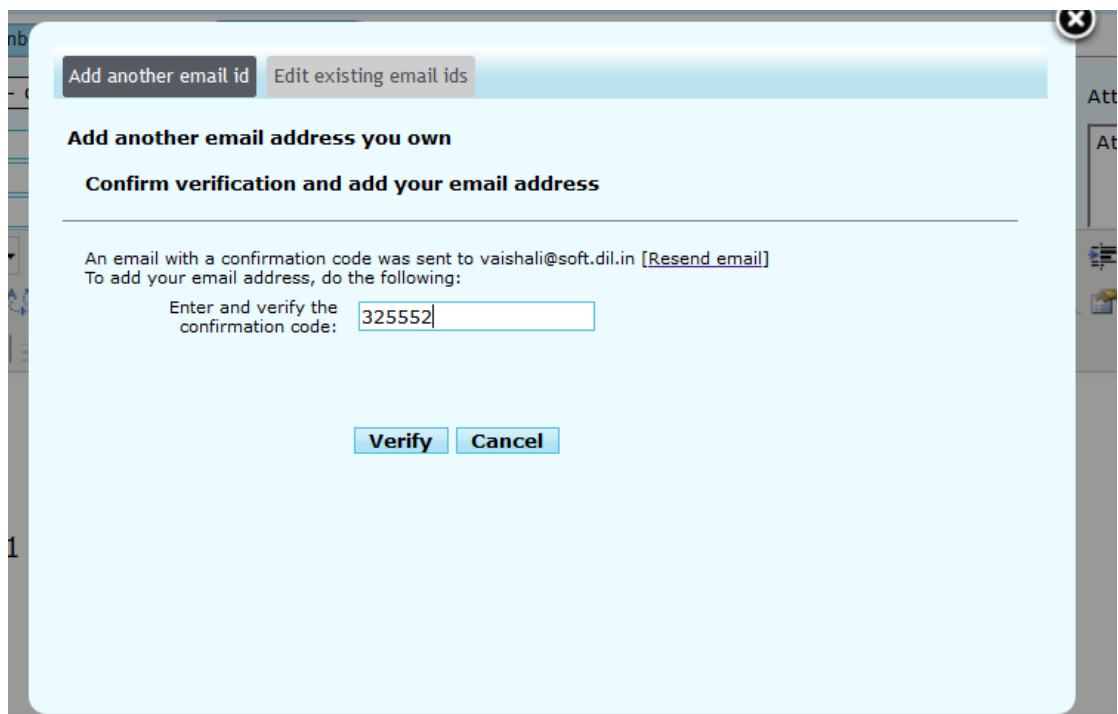 Add another email id
Edit existing email ids
Add another email address you own
Confirm verification and add your email address
An email with a confirmation code was sent to vaishali@soft.dil.in [Resend email]
To add your email address, do the following:
Enter and verify the
confirmation code:
325552
Verify
Cancel
1